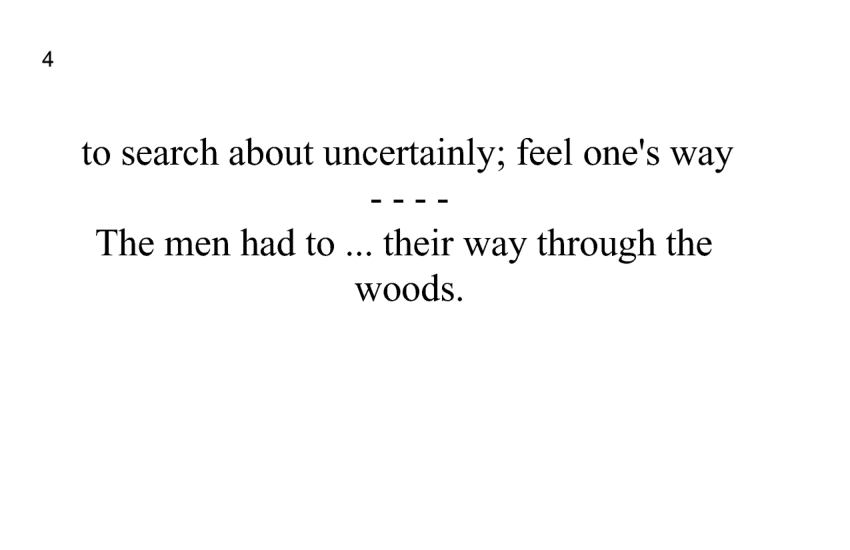 4
to search about uncertainly; feel one's way
- - - -
The men had to ... their way through the
woods.